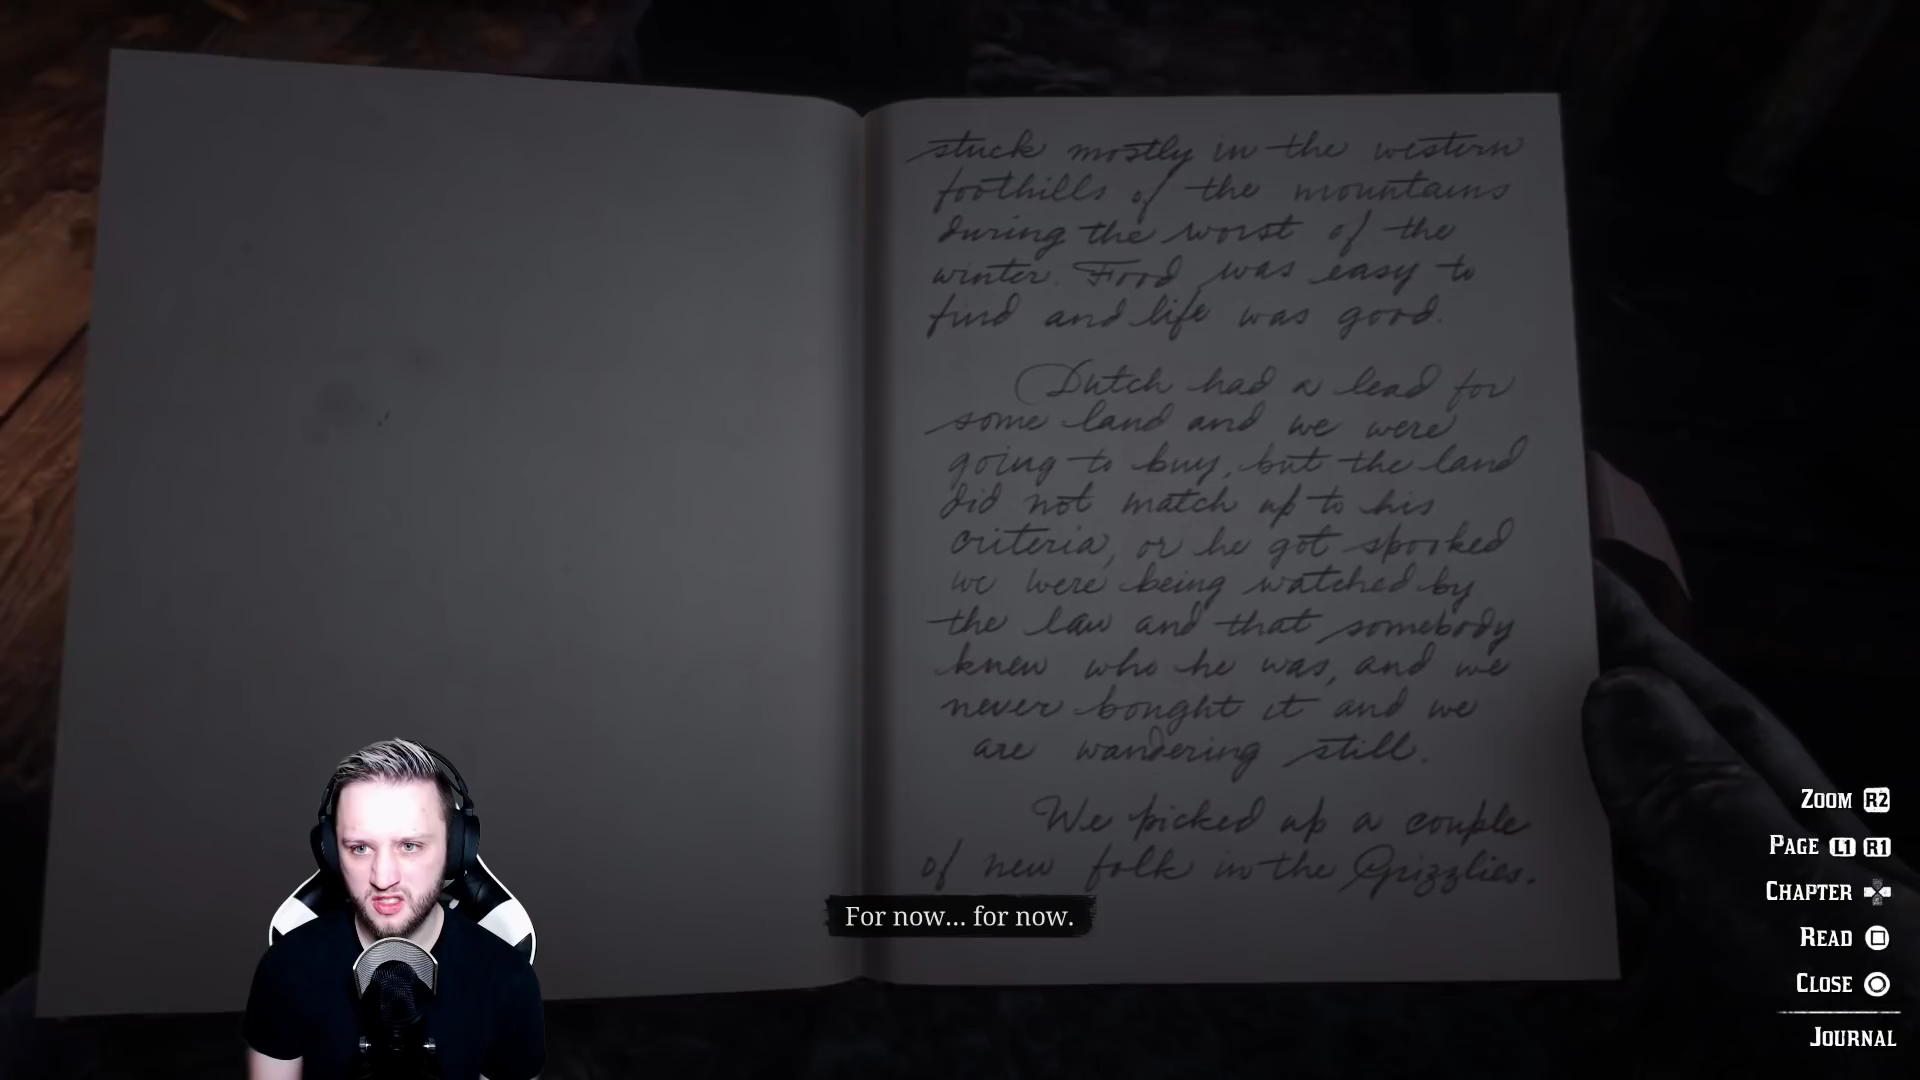 stuck mostly in the western
foothills of the mountains
during the worst of the
winter. Food was easy to
find and life was good.
Dutch had a lead for
some land and we were
going to buy, but the land
did not match up to his
criteria, or he got spooked
we were being watched by
the law and that somebody
knew who he was, and we
never bought it and we
are wandering still.
We picked up a couple
of new folk in the Grizzlies.
For now... for now.
ZOOM R2
PAGE L1 R1
CHAPTER
READ
CLOSE
JOURNAL